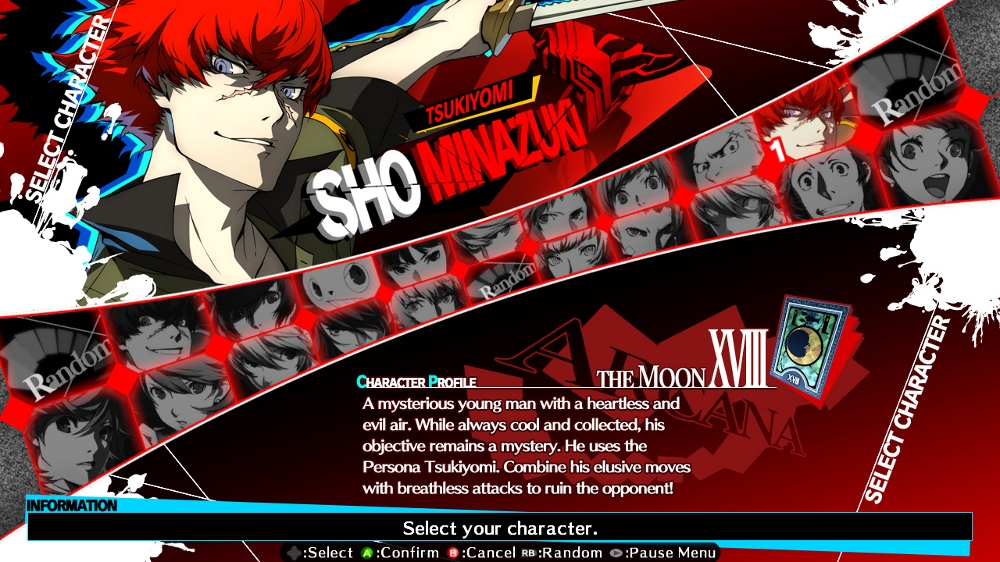 SELECT CHARACTER
TSUKIYOMI
SHO MINAZUKI
1
Random
Random
Random
ARCANA
THE MOON XVIII
XVIII
CHARACTER PROFILE
A mysterious young man with a heartless and
evil air. While always cool and collected, his
objective remains a mystery. He uses the
Persona Tsukiyomi. Combine his elusive moves
with breathless attacks to ruin the opponent!
SELECT CHARACTER
INFORMATION
Select your character.
:Select A:Confirm B:Cancel RB:Random :Pause Menu